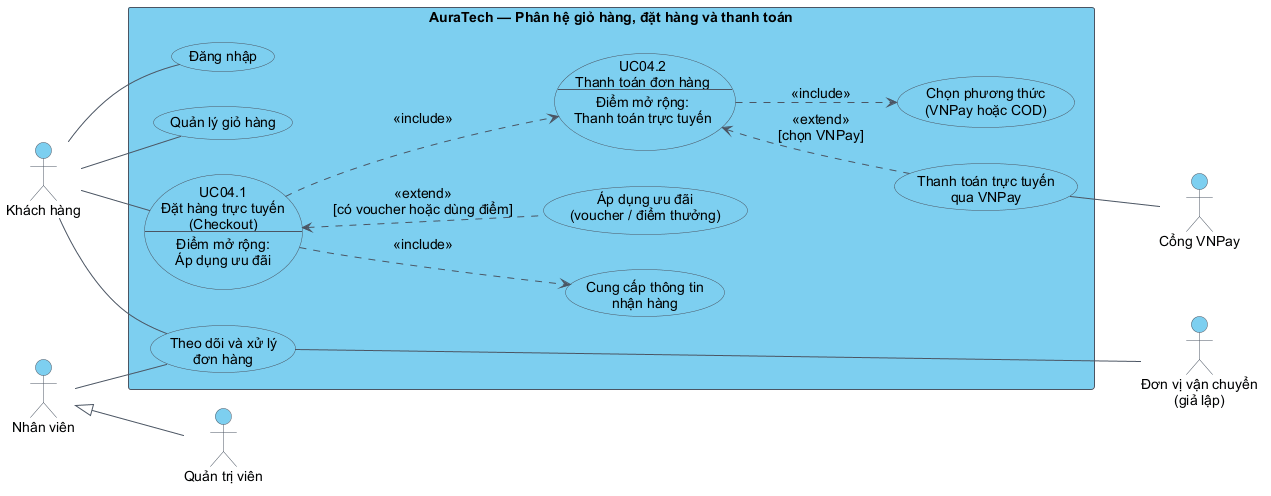 AuraTech — Phân hệ giỏ hàng, đặt hàng và thanh toán
Đăng nhập
Quản lý giỏ hàng
Khách hàng
UC04.1
Đặt hàng trực tuyến
(Checkout)
Điểm mở rộng:
Áp dụng ưu đãi
«include»
«extend»
[có voucher hoặc dùng điểm]
«include»
UC04.2
Thanh toán đơn hàng
Điểm mở rộng:
Thanh toán trực tuyến
Áp dụng ưu đãi
(voucher / điểm thưởng)
Cung cấp thông tin
nhận hàng
«include»
«extend»
[chọn VNPay]
Chọn phương thức
(VNPay hoặc COD)
Thanh toán trực tuyến
qua VNPay
Cổng VNPay
Theo dõi và xử lý
đơn hàng
Nhân viên
Quản trị viên
Đơn vị vận chuyển
(giả lập)